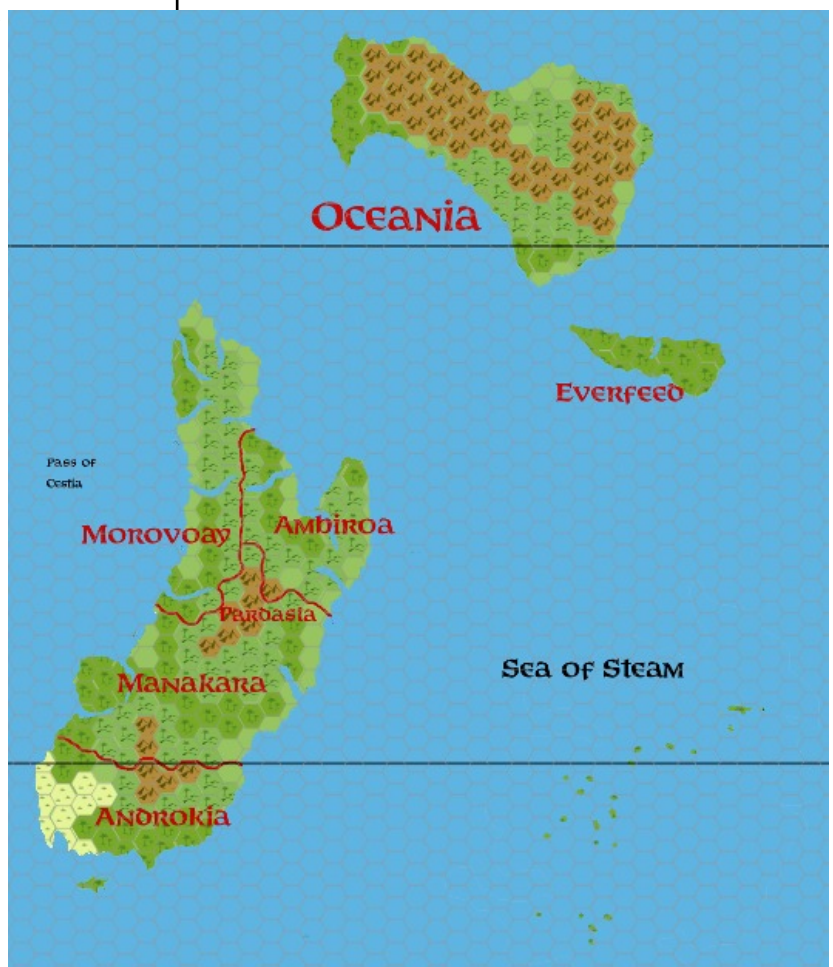 Oceania
Everfeed
Pass of
Cestia
Morovoay
Ambiroa
Pardasia
Manakara
Sea of Steam
Androkia